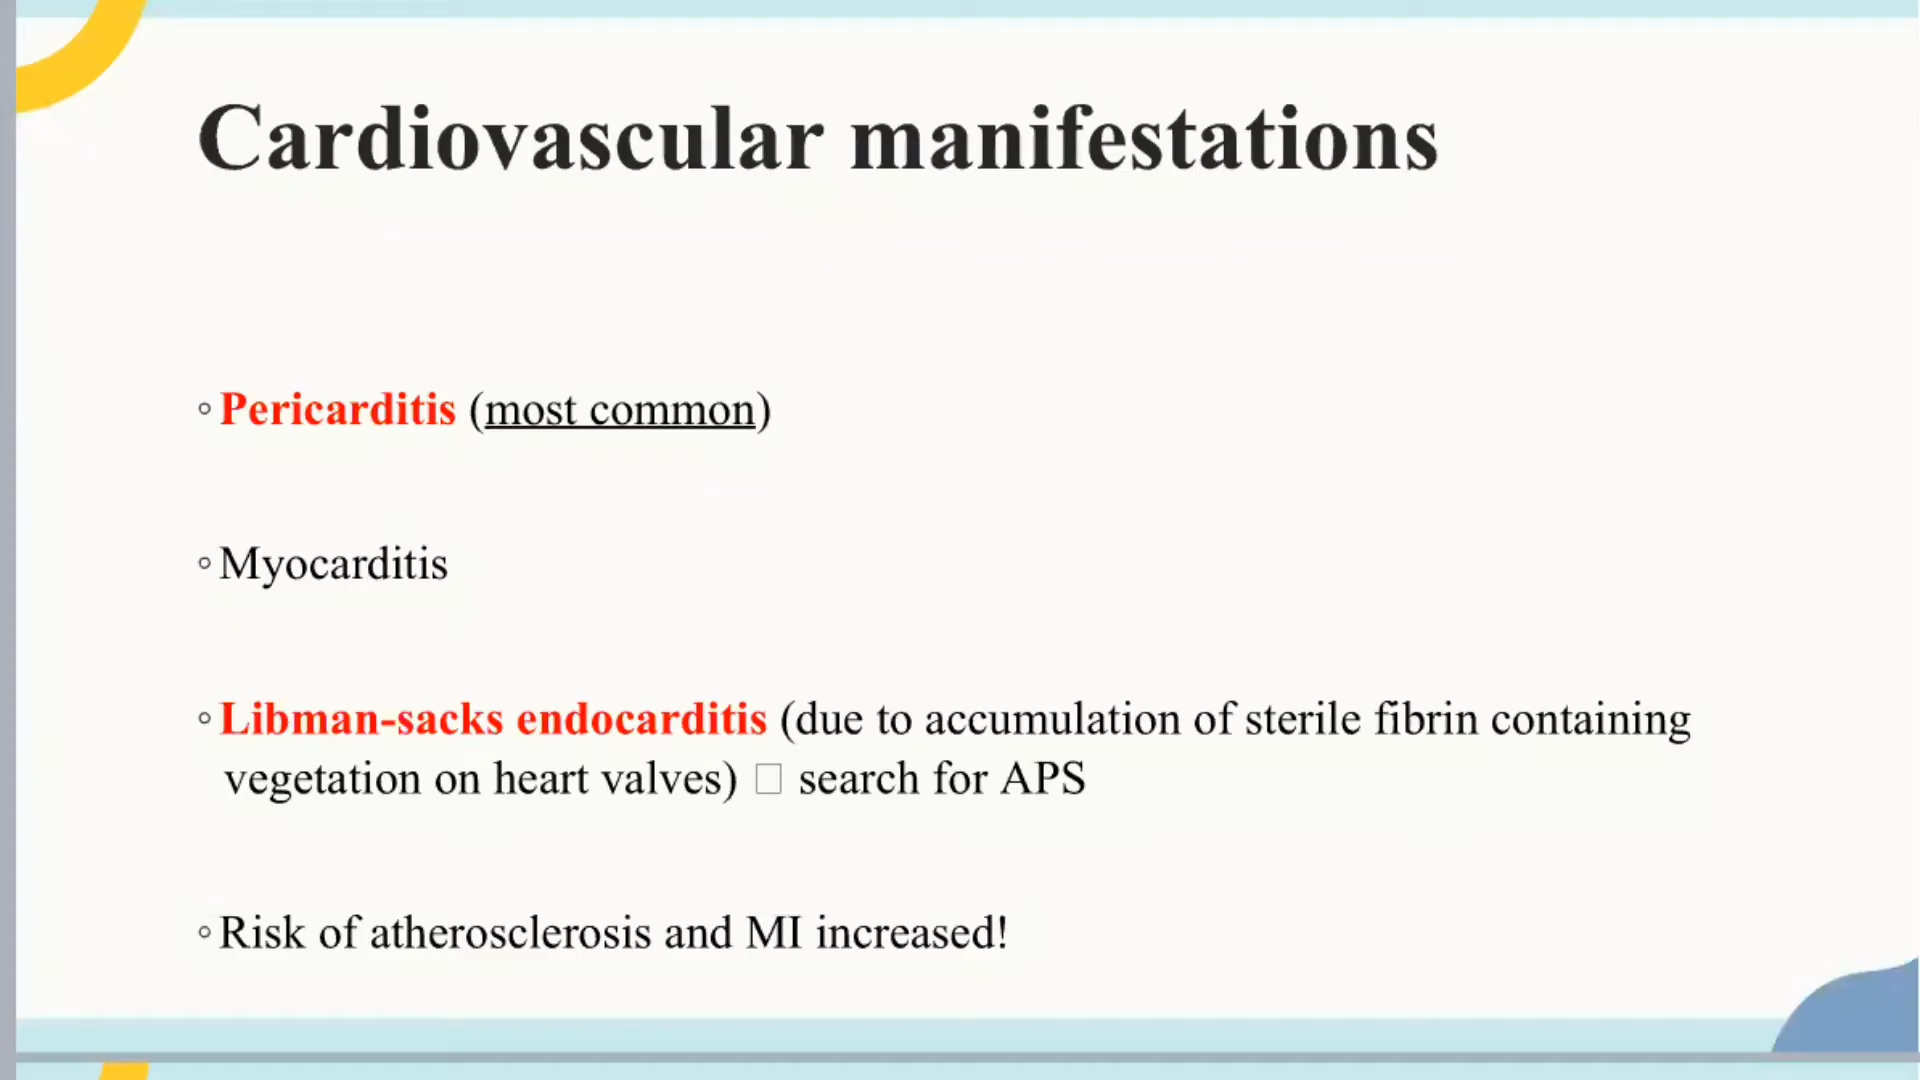 Cardiovascular manifestations
◦ Pericarditis (most common)
◦ Myocarditis
◦ Libman-sacks endocarditis (due to accumulation of sterile fibrin containing
vegetation on heart valves) □ search for APS
◦ Risk of atherosclerosis and MI increased!